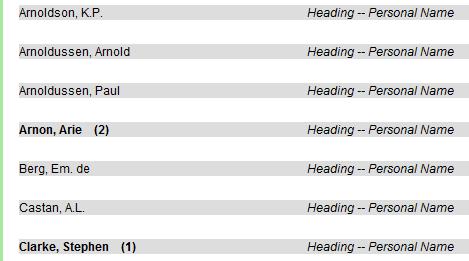 Arnoldson, K.P. Heading -- Personal Name
Arnoldussen, Arnold Heading -- Personal Name
Arnoldussen, Paul Heading -- Personal Name
Arnon, Arie (2) Heading -- Personal Name
Berg, Em. de Heading -- Personal Name
Castan, A.L. Heading -- Personal Name
Clarke, Stephen (1) Heading -- Personal Name